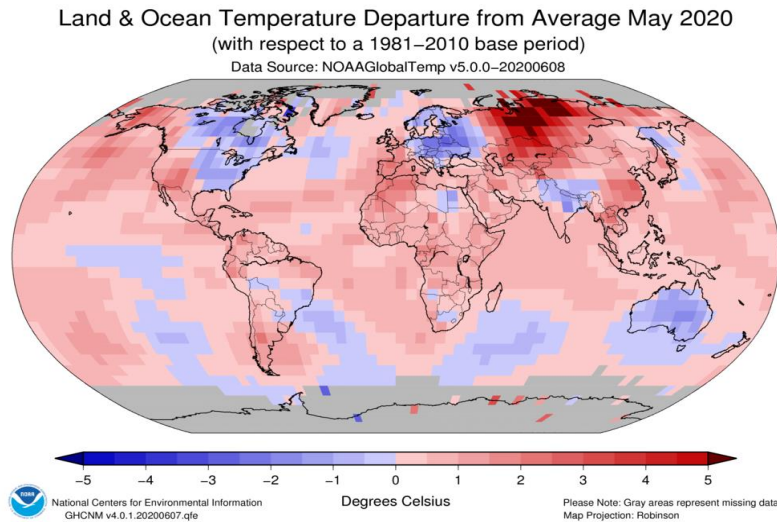 Land & Ocean Temperature Departure from Average May 2020
(with respect to a 1981–2010 base period)
Data Source: NOAAGlobalTemp v5.0.0–20200608
−5 −4 −3 −2 −1 0 1 2 3 4 5
Degrees Celsius
noaa
National Centers for Environmental Information
GHCNM v4.0.1.20200607.qfe
Please Note: Gray areas represent missing data
Map Projection: Robinson